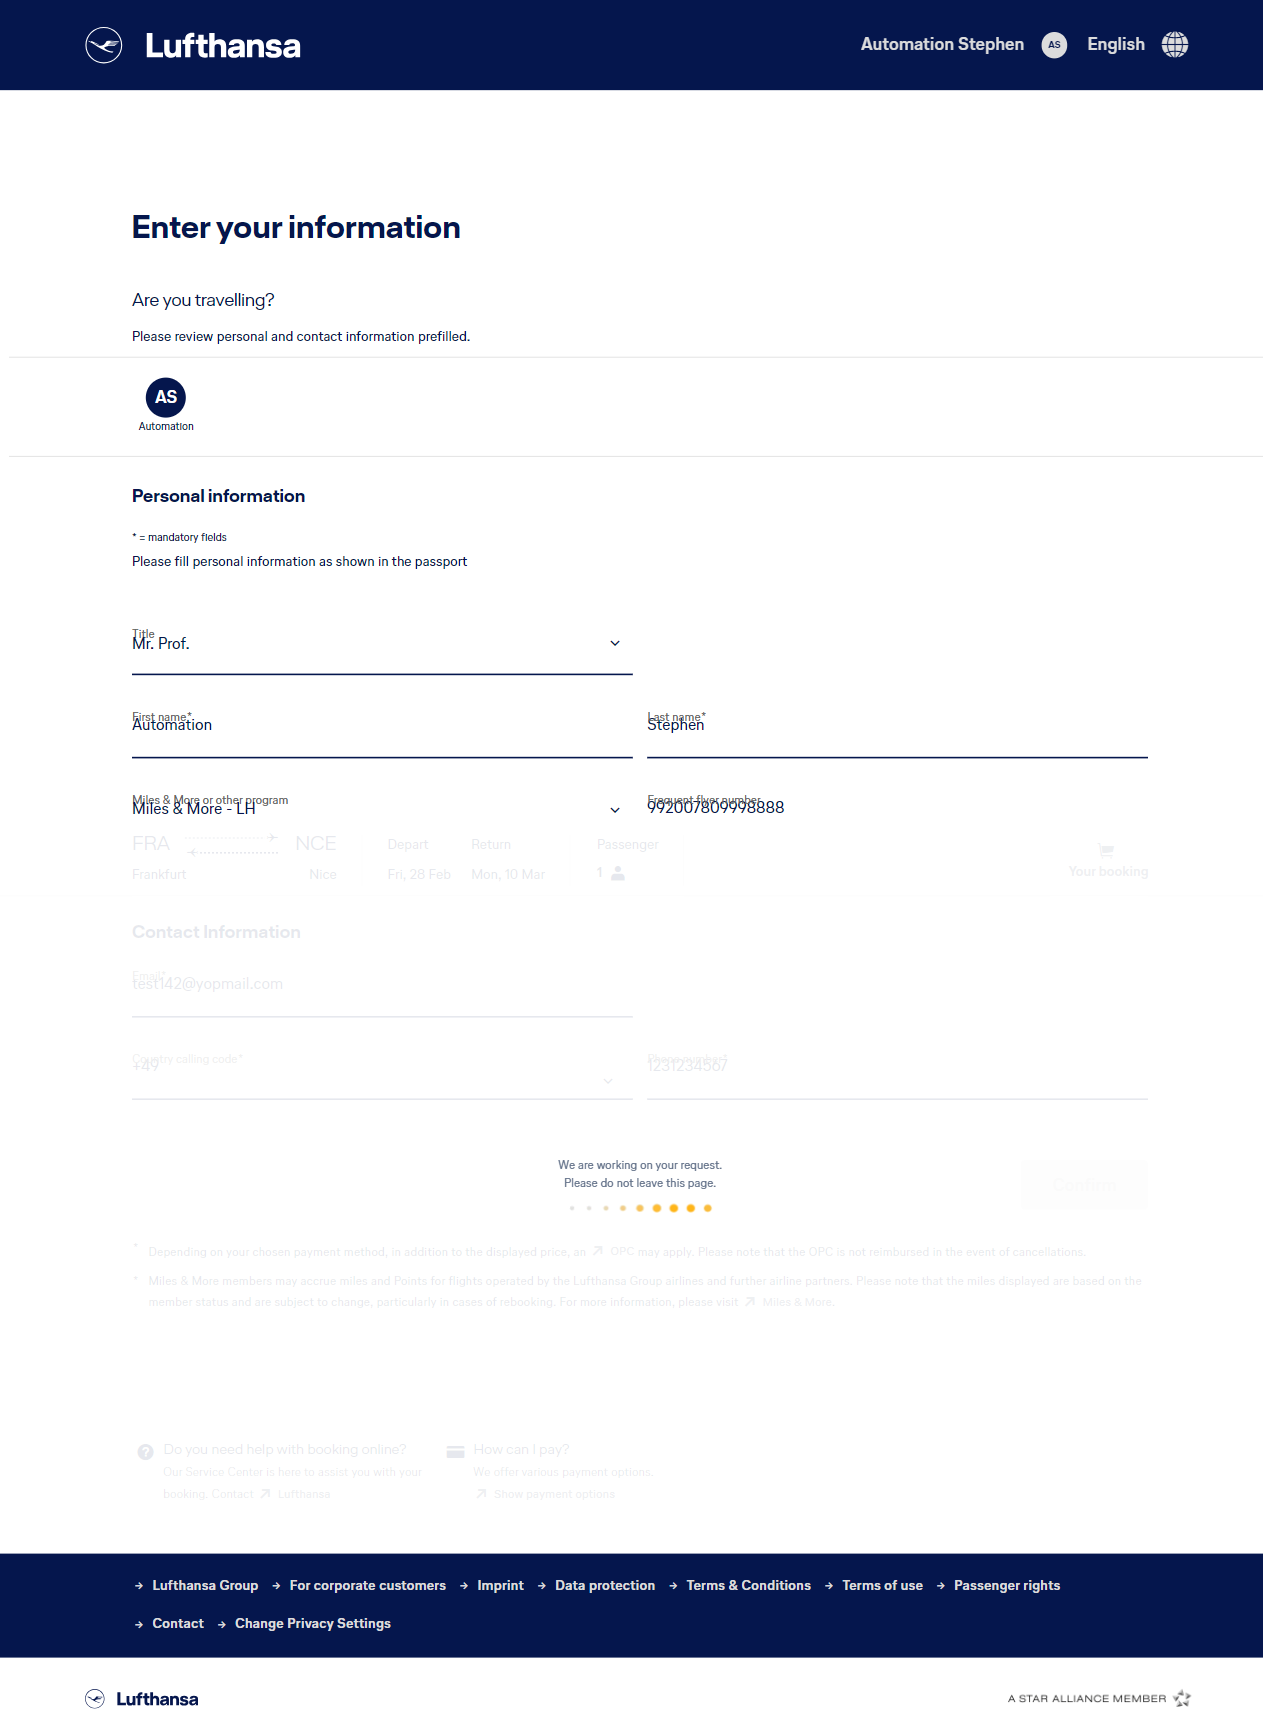 Lufthansa
Automation Stephen AS English
Enter your information
Are you travelling?
Please review personal and contact information prefilled.
AS
Automation
Personal information
* = mandatory fields
Please fill personal information as shown in the passport
Title
Mr. Prof.
First name*
Automation
Last name*
Stephen
Miles & More or other program
Miles & More - LH
Frequent flyer number
992007809998888
FRA NCE Depart Return Passenger
Frankfurt Nice Fri, 28 Feb Mon, 10 Mar 1
Your booking
Contact Information
Email*
test142@yopmail.com
Country calling code*
+49
Phone number*
1231234567
We are working on your request.
Please do not leave this page.
Confirm
* Depending on your chosen payment method, in addition to the displayed price, an OPC may apply. Please note that the OPC is not reimbursed in the event of cancellations.
* Miles & More members may accrue miles and Points for flights operated by the Lufthansa Group airlines and further airline partners. Please note that the miles displayed are based on the
member status and are subject to change, particularly in cases of rebooking. For more information, please visit Miles & More.
Do you need help with booking online?
Our Service Center is here to assist you with your
booking. Contact Lufthansa
How can I pay?
We offer various payment options.
Show payment options
Lufthansa Group For corporate customers Imprint Data protection Terms & Conditions Terms of use Passenger rights
Contact Change Privacy Settings
Lufthansa
A STAR ALLIANCE MEMBER